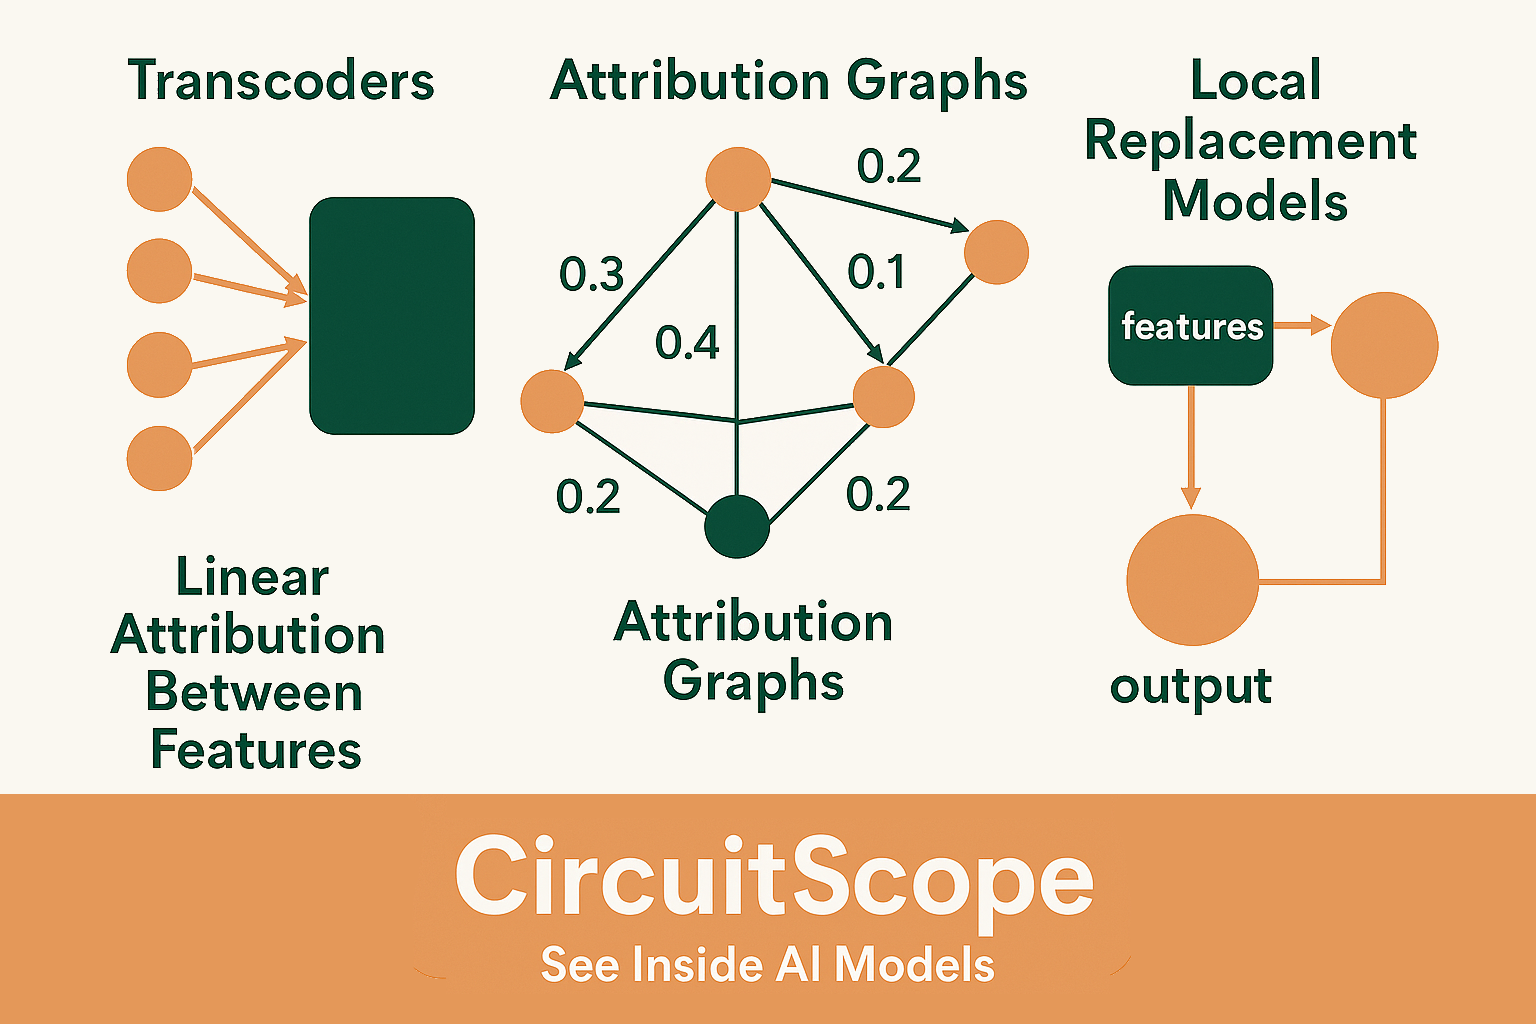 Transcoders
Linear
Attribution
Between
Features
Attribution Graphs
0.2
0.3
0.1
0.4
0.2
0.2
Attribution
Graphs
Local
Replacement
Models
features
output
CircuitScope
See Inside AI Models